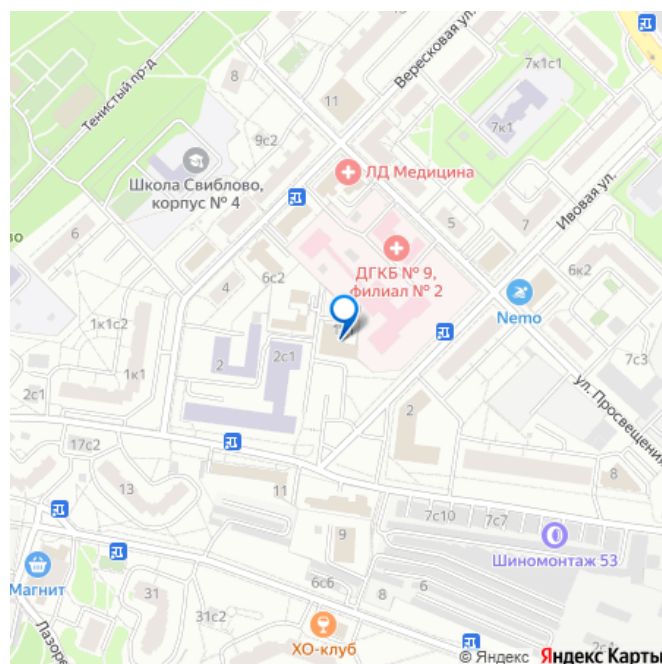 Тенистый пр-д
8
11
Вересковая ул.
7к1с1
9с2
7к1
ЛД Медицина
Школа Свиблово,
корпус № 4
Ивовая ул.
5
7
6
во
ДГКБ № 9,
филиал № 2
6с2
4
6к2
Nemo
1к1с2
7с3
2
2с1
1к1
ул. Просвещения
2с1
2
17с2
8
13
11
7с10
7с7
9
Шиномонтаж 53
Магнит
6с6
8
6
31
31с2
ХО-клуб
Лазоре
© Яндекс Яндекс Карты